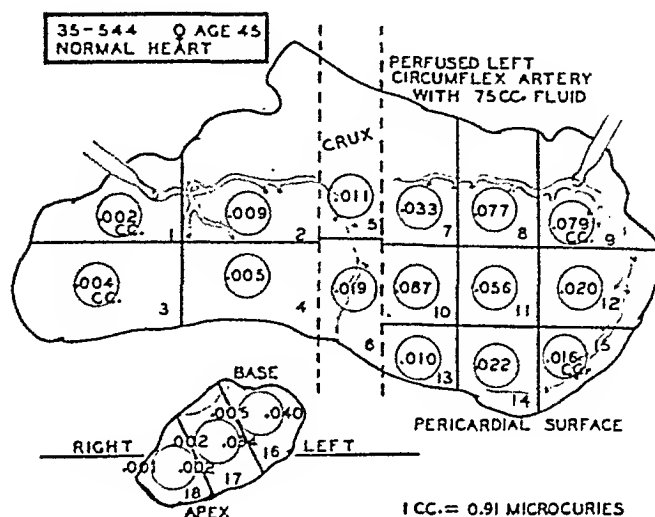 35-544 ♀ AGE 45
NORMAL HEART
PERFUSED LEFT
CIRCUMFLEX ARTERY
WITH 75CC. FLUID
CRUX
.002 CC. 1
.009 2
.011 5
.033 7
.077 8
.079 CC. 9
.004 CC. 3
.005 4
.019 6
.087 10
.056 11
.020 12
.010 13
.022 14
.016 CC. 15
BASE
PERICARDIAL SURFACE
.005 .040 16
RIGHT
LEFT
.002 17
.001 .002 18
APEX
1 CC. = 0.91 MICROCURIES